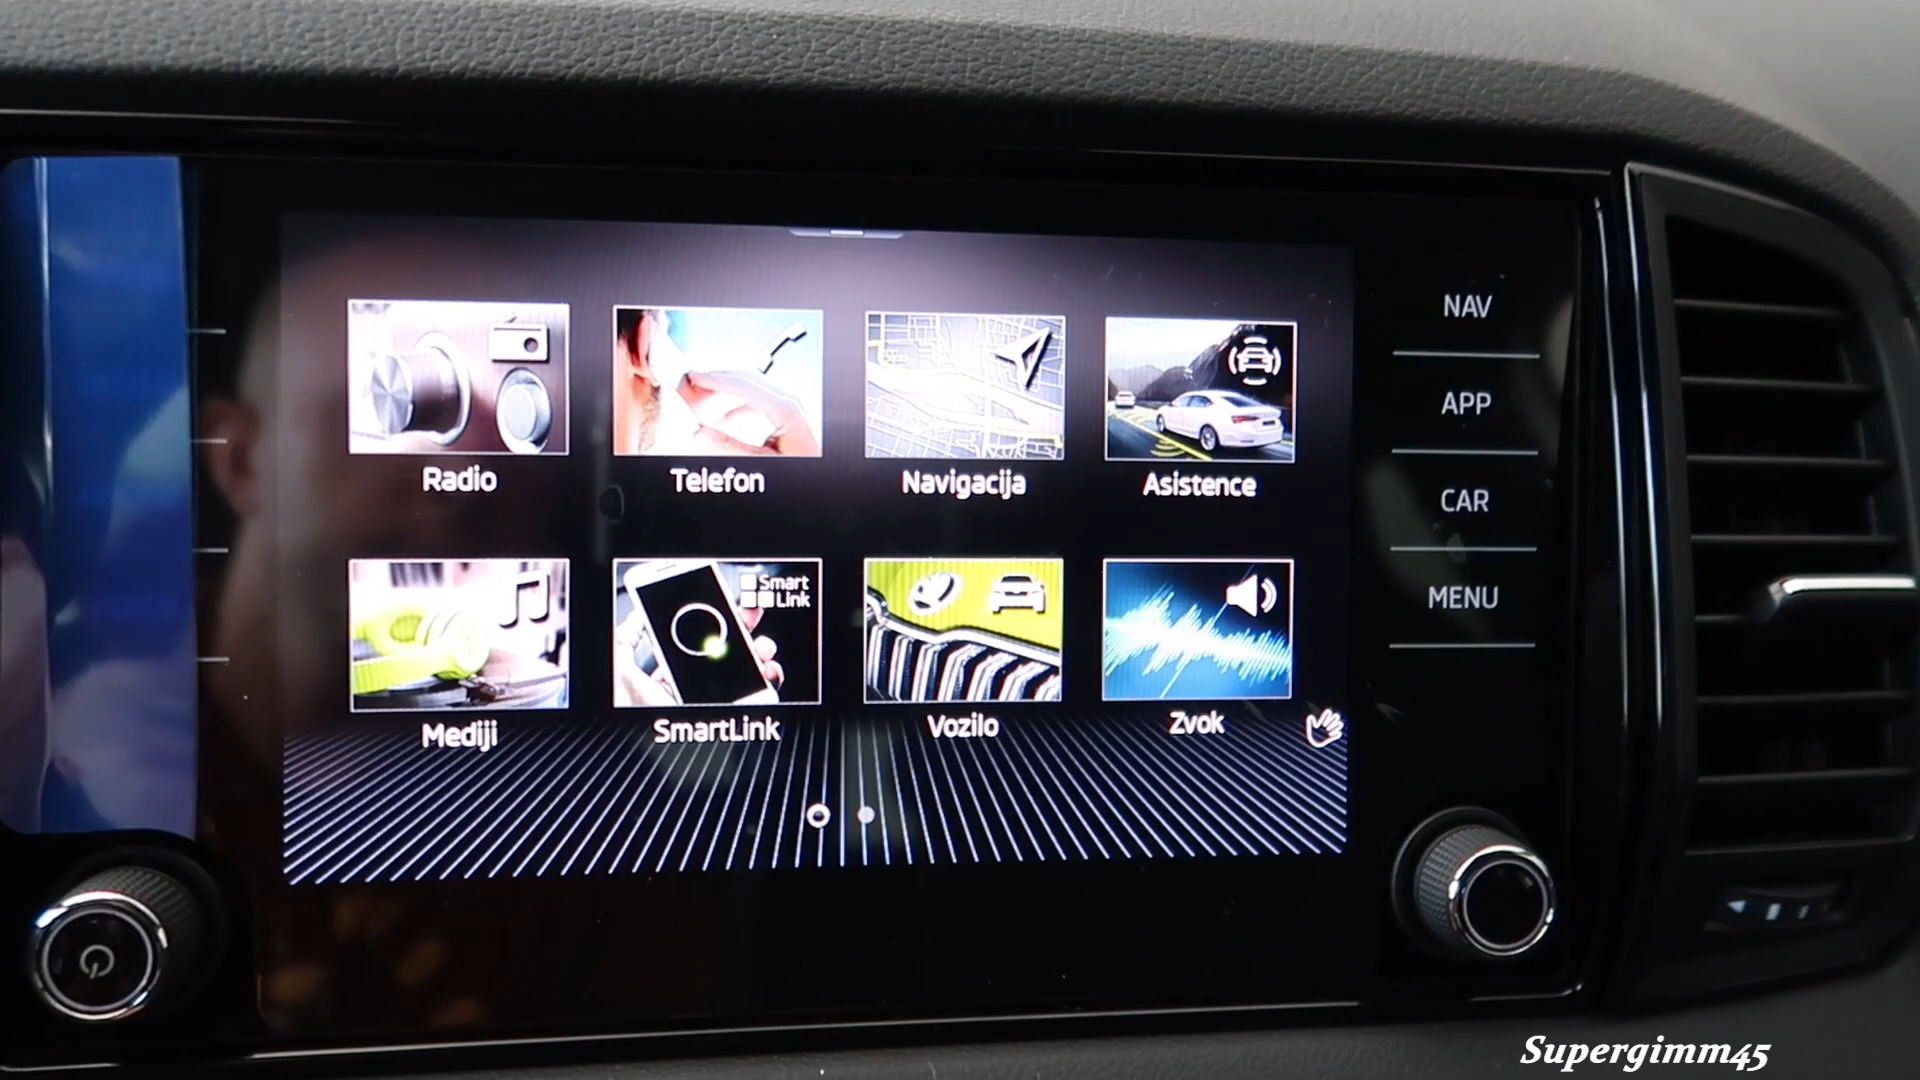 Radio
Telefon
Navigacija
Asistence
Smart
Link
Mediji
SmartLink
Vozilo
Zvok
NAV
APP
CAR
MENU
Supergimm45